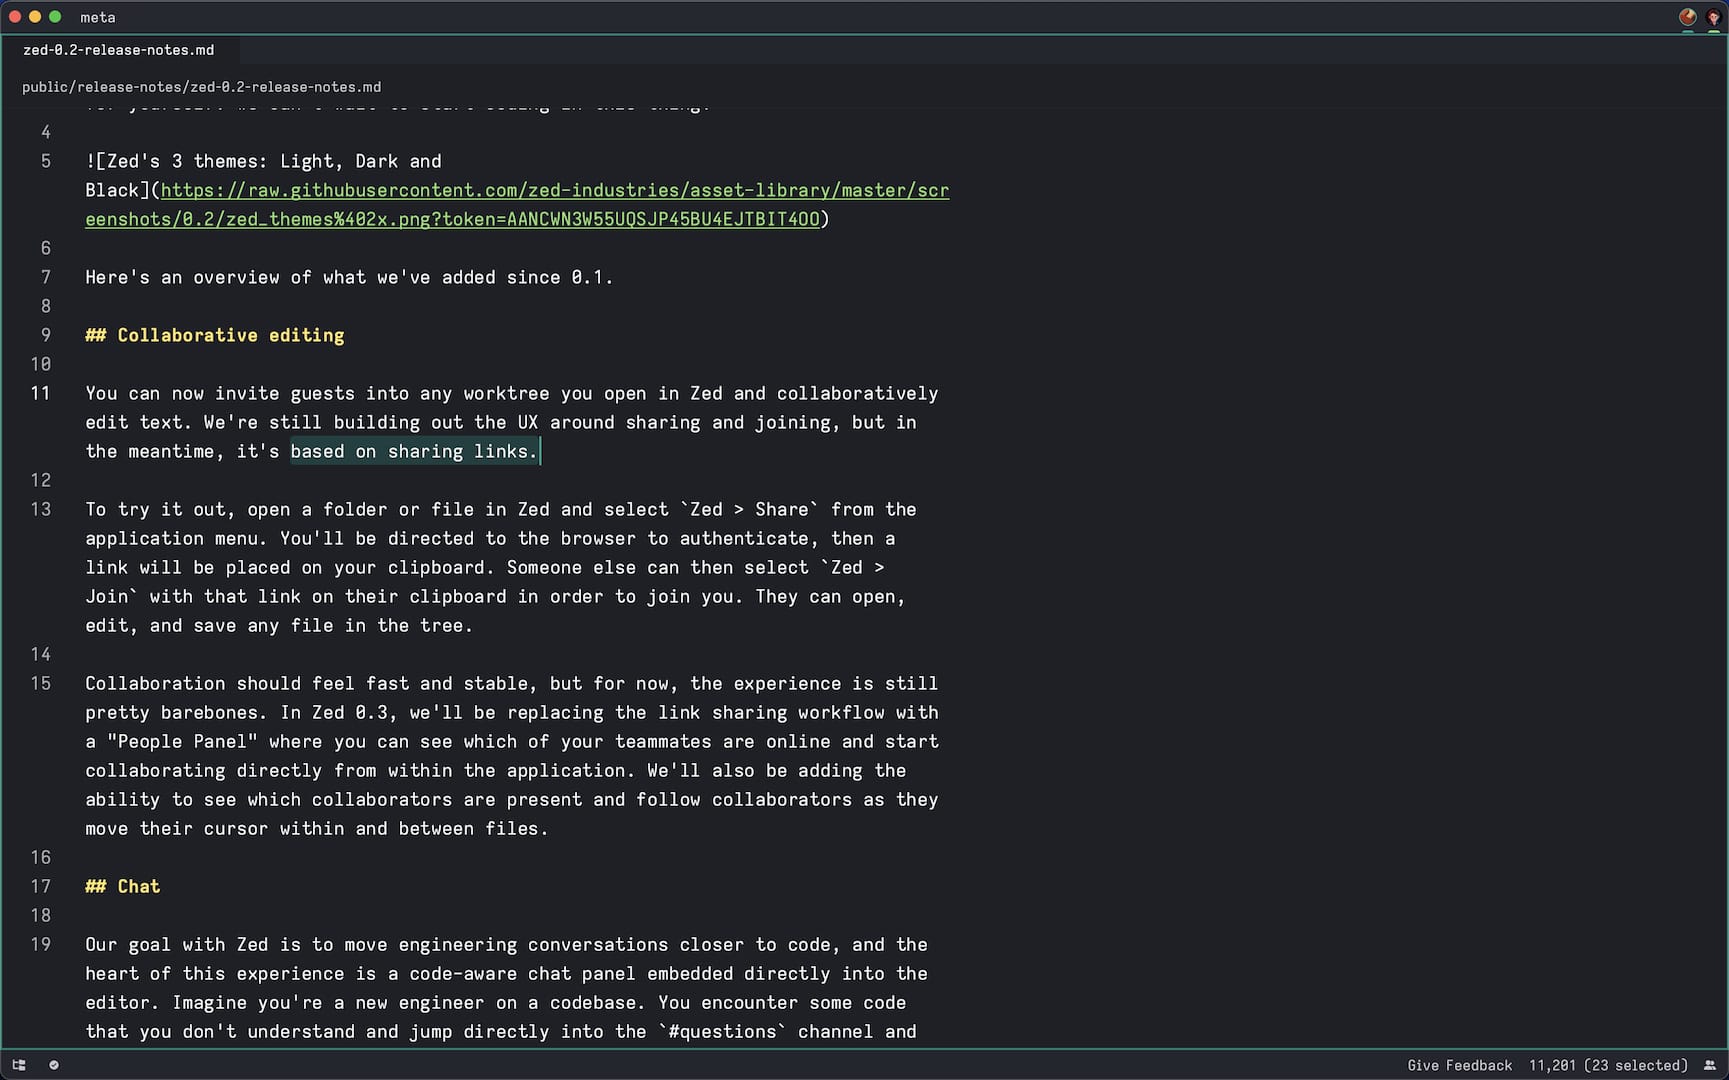 meta
zed-0.2-release-notes.md
public/release-notes/zed-0.2-release-notes.md
4
5 ![Zed's 3 themes: Light, Dark and
Black](https://raw.githubusercontent.com/zed-industries/asset-library/master/scr
eenshots/0.2/zed_themes%402x.png?token=AANCWN3W55UQSJP45BU4EJTBIT4OO)
6
7 Here's an overview of what we've added since 0.1.
8
9 ## Collaborative editing
10
11 You can now invite guests into any worktree you open in Zed and collaboratively
edit text. We're still building out the UX around sharing and joining, but in
the meantime, it's based on sharing links.
12
13 To try it out, open a folder or file in Zed and select `Zed > Share` from the
application menu. You'll be directed to the browser to authenticate, then a
link will be placed on your clipboard. Someone else can then select `Zed >
Join` with that link on their clipboard in order to join you. They can open,
edit, and save any file in the tree.
14
15 Collaboration should feel fast and stable, but for now, the experience is still
pretty barebones. In Zed 0.3, we'll be replacing the link sharing workflow with
a "People Panel" where you can see which of your teammates are online and start
collaborating directly from within the application. We'll also be adding the
ability to see which collaborators are present and follow collaborators as they
move their cursor within and between files.
16
17 ## Chat
18
19 Our goal with Zed is to move engineering conversations closer to code, and the
heart of this experience is a code-aware chat panel embedded directly into the
editor. Imagine you're a new engineer on a codebase. You encounter some code
that you don't understand and jump directly into the `#questions` channel and
Give Feedback 11,201 (23 selected)